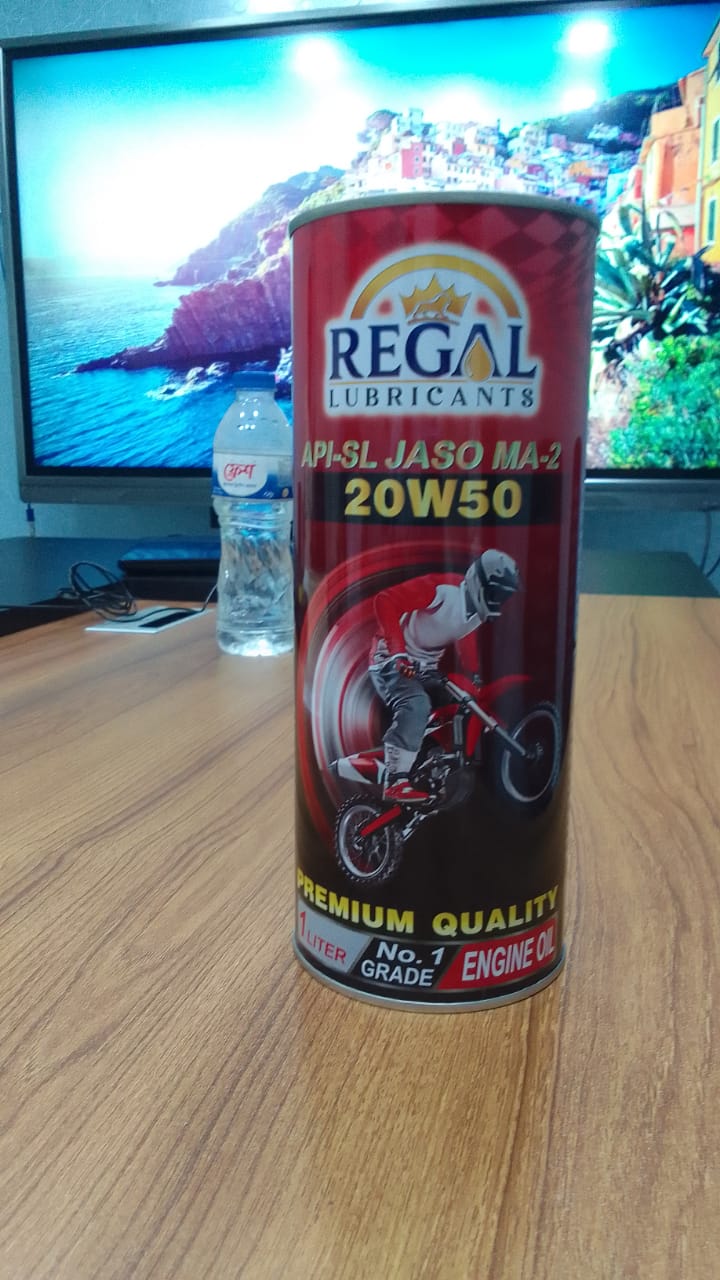 REGAL
LUBRICANTS
API-SL JASO MA-2
20W50
ফ্রেশ
PREMIUM QUALITY
1 LITER
No. 1
GRADE
ENGINE OIL